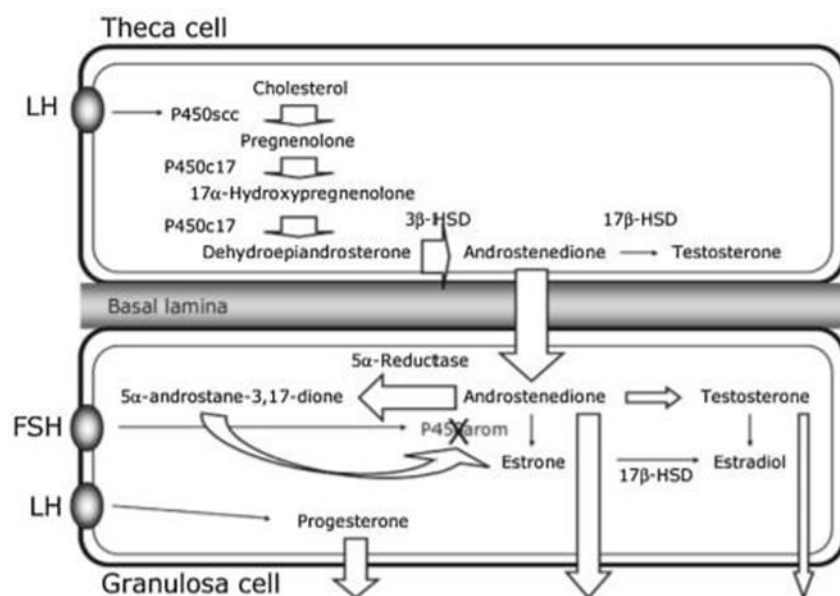 Theca cell
LH
Cholesterol
P450scc
Pregnenolone
P450c17
17α-Hydroxypregnenolone
P450c17
3β-HSD
17β-HSD
Dehydroepiandrosterone
Androstenedione
Testosterone
Basal lamina
5α-Reductase
5α-androstane-3,17-dione
Androstenedione
Testosterone
FSH
P450arom
Estrone
17β-HSD
Estradiol
LH
Progesterone
Granulosa cell